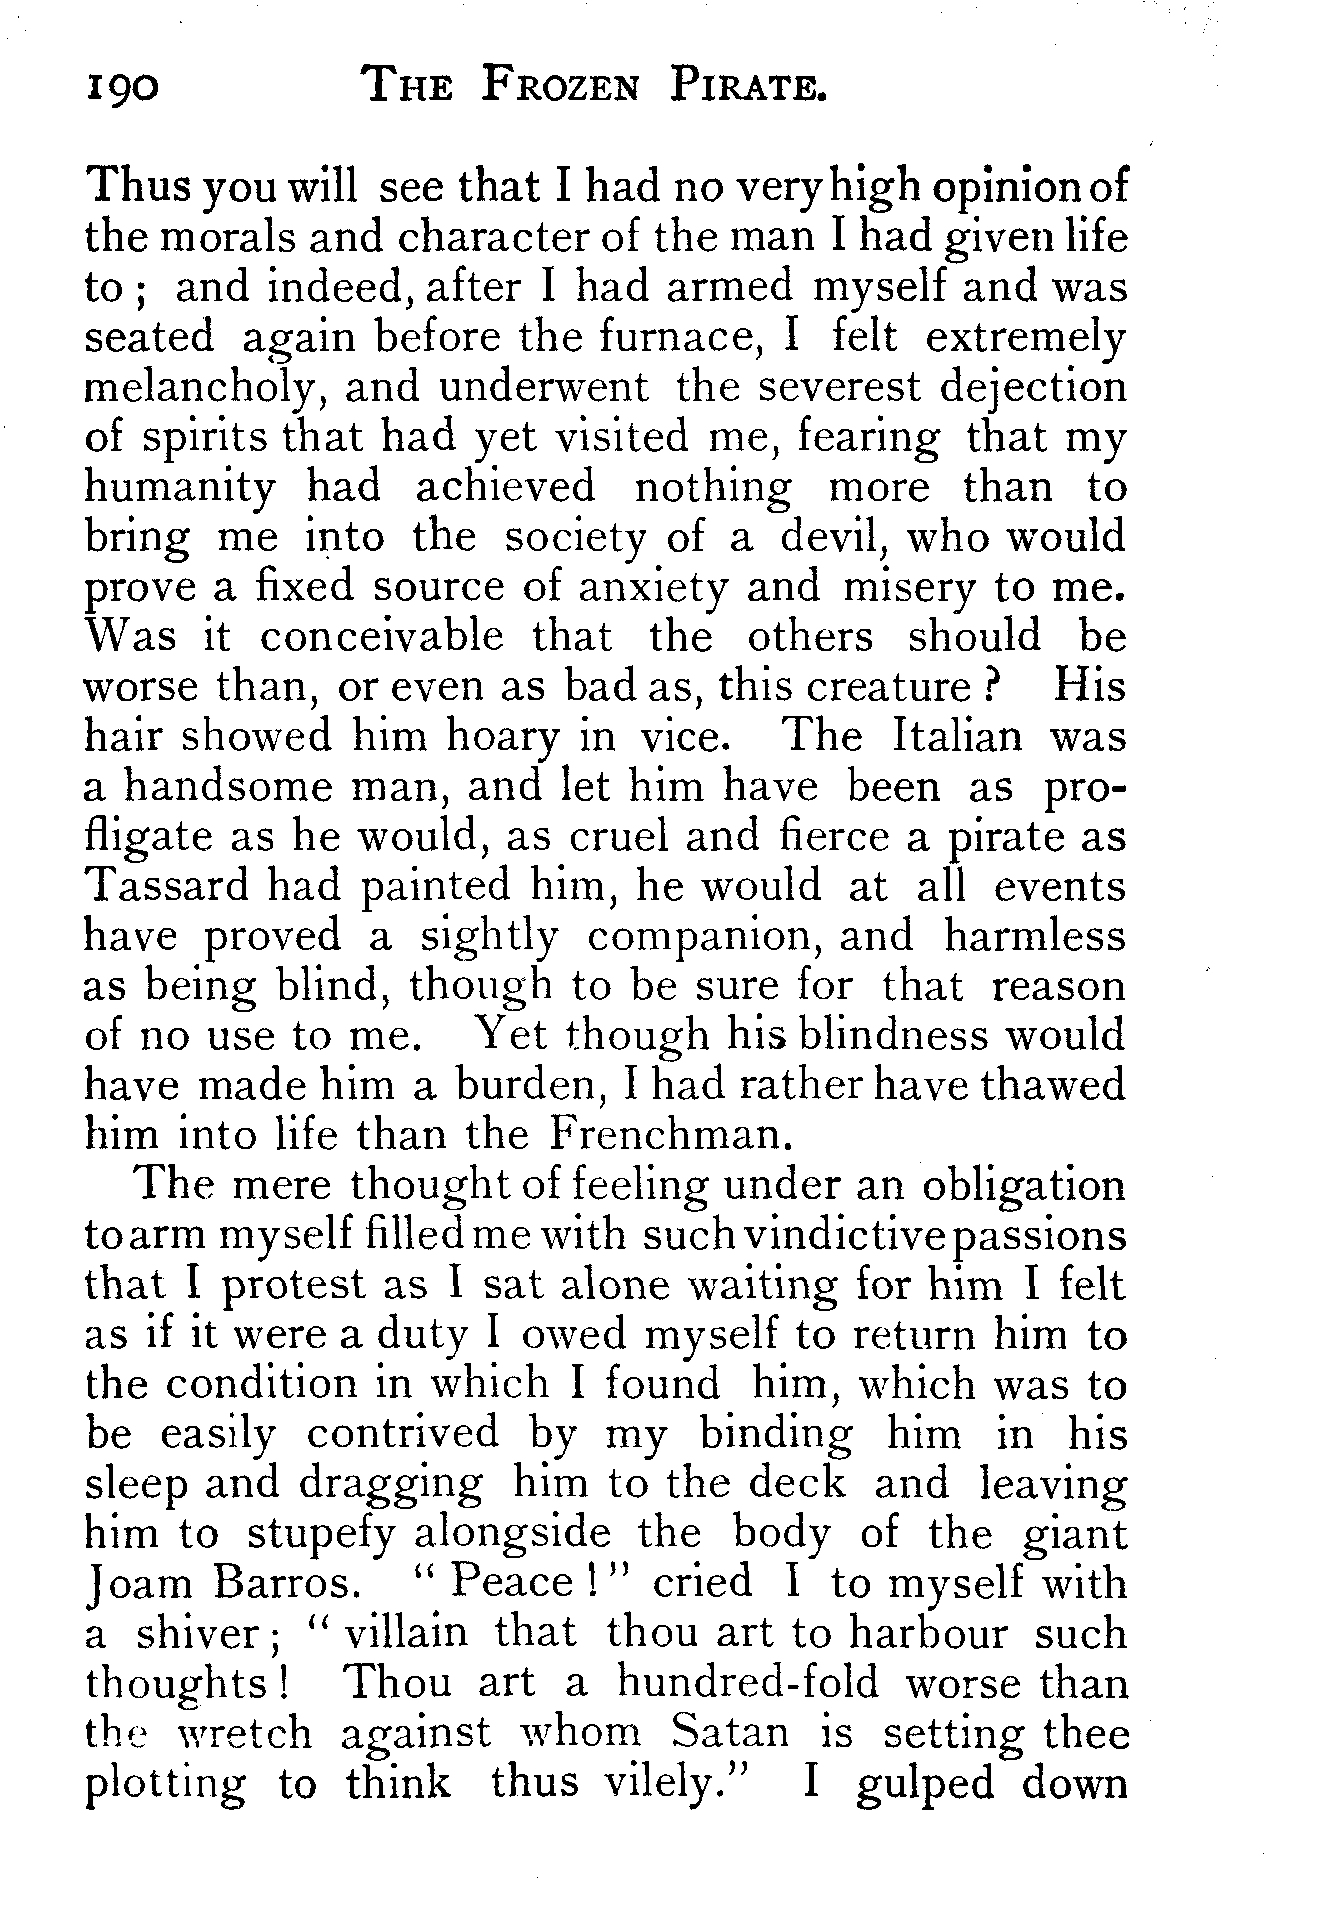 190 THE FROZEN PIRATE.
Thus you will see that I had no very high opinion of
the morals and character of the man I had given life
to ; and indeed, after I had armed myself and was
seated again before the furnace, I felt extremely
melancholy, and underwent the severest dejection
of spirits that had yet visited me, fearing that my
humanity had achieved nothing more than to
bring me into the society of a devil, who would
prove a fixed source of anxiety and misery to me.
Was it conceivable that the others should be
worse than, or even as bad as, this creature ? His
hair showed him hoary in vice. The Italian was
a handsome man, and let him have been as pro-
fligate as he would, as cruel and fierce a pirate as
Tassard had painted him, he would at all events
have proved a sightly companion, and harmless
as being blind, though to be sure for that reason
of no use to me. Yet though his blindness would
have made him a burden, I had rather have thawed
him into life than the Frenchman.
The mere thought of feeling under an obligation
to arm myself filled me with such vindictive passions
that I protest as I sat alone waiting for him I felt
as if it were a duty I owed myself to return him to
the condition in which I found him, which was to
be easily contrived by my binding him in his
sleep and dragging him to the deck and leaving
him to stupefy alongside the body of the giant
Joam Barros. " Peace ! " cried I to myself with
a shiver ; " villain that thou art to harbour such
thoughts ! Thou art a hundred-fold worse than
the wretch against whom Satan is setting thee
plotting to think thus vilely." I gulped down